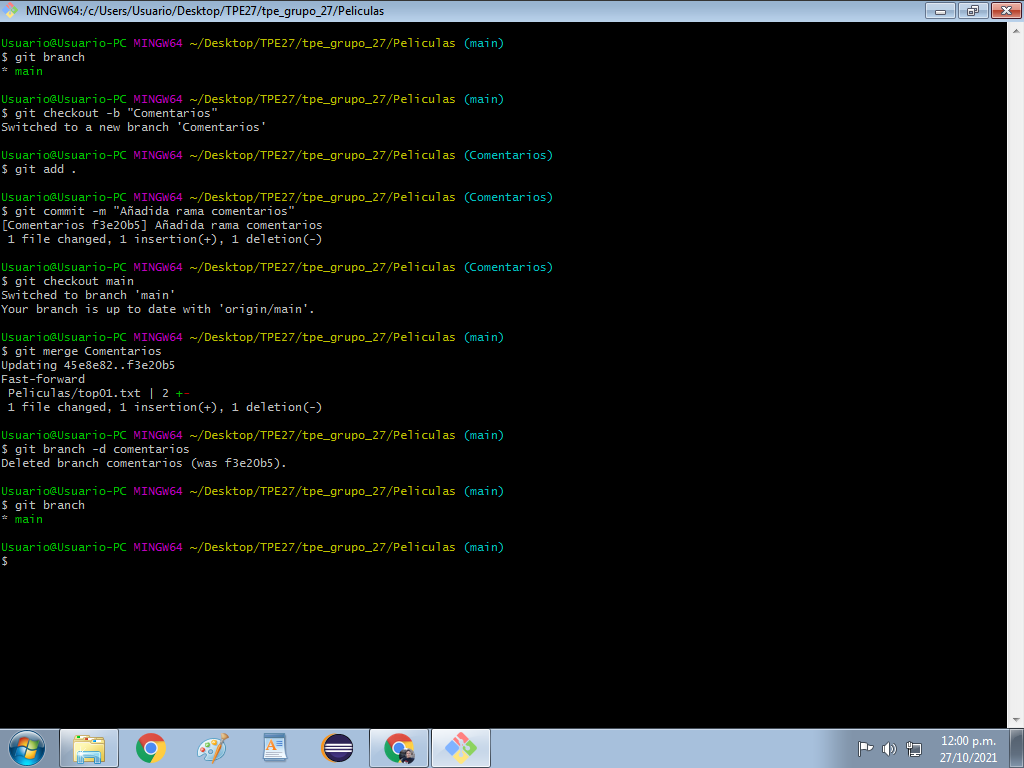 MINGW64:/c/Users/Usuario/Desktop/TPE27/tpe_grupo_27/Peliculas
Usuario@Usuario-PC MINGW64 ~/Desktop/TPE27/tpe_grupo_27/Peliculas (main)
$ git branch
* main
Usuario@Usuario-PC MINGW64 ~/Desktop/TPE27/tpe_grupo_27/Peliculas (main)
$ git checkout -b "Comentarios"
Switched to a new branch 'Comentarios'
Usuario@Usuario-PC MINGW64 ~/Desktop/TPE27/tpe_grupo_27/Peliculas (Comentarios)
$ git add .
Usuario@Usuario-PC MINGW64 ~/Desktop/TPE27/tpe_grupo_27/Peliculas (Comentarios)
$ git commit -m "Añadida rama comentarios"
[Comentarios f3e20b5] Añadida rama comentarios
1 file changed, 1 insertion(+), 1 deletion(-)
Usuario@Usuario-PC MINGW64 ~/Desktop/TPE27/tpe_grupo_27/Peliculas (Comentarios)
$ git checkout main
Switched to branch 'main'
Your branch is up to date with 'origin/main'.
Usuario@Usuario-PC MINGW64 ~/Desktop/TPE27/tpe_grupo_27/Peliculas (main)
$ git merge Comentarios
Updating 45e8e82..f3e20b5
Fast-forward
Peliculas/top01.txt | 2 +-
1 file changed, 1 insertion(+), 1 deletion(-)
Usuario@Usuario-PC MINGW64 ~/Desktop/TPE27/tpe_grupo_27/Peliculas (main)
$ git branch -d comentarios
Deleted branch comentarios (was f3e20b5).
Usuario@Usuario-PC MINGW64 ~/Desktop/TPE27/tpe_grupo_27/Peliculas (main)
$ git branch
* main
Usuario@Usuario-PC MINGW64 ~/Desktop/TPE27/tpe_grupo_27/Peliculas (main)
$
12:00 p.m.
27/10/2021